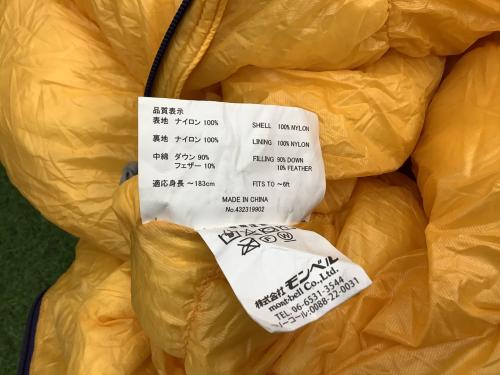 品質表示
表地 ナイロン 100%
SHELL 100% NYLON
裏地 ナイロン 100%
LINING 100% NYLON
中綿 ダウン 90%
フェザー 10%
FILLING 90% DOWN
10% FEATHER
適応身長 ～183cm
FITS TO ～6ft
MADE IN CHINA
No.432319902
F W
株式会社 モンベル
mont-bell Co.,Ltd.
TEL 06-6531-3544
ーコール:0088-22-0031